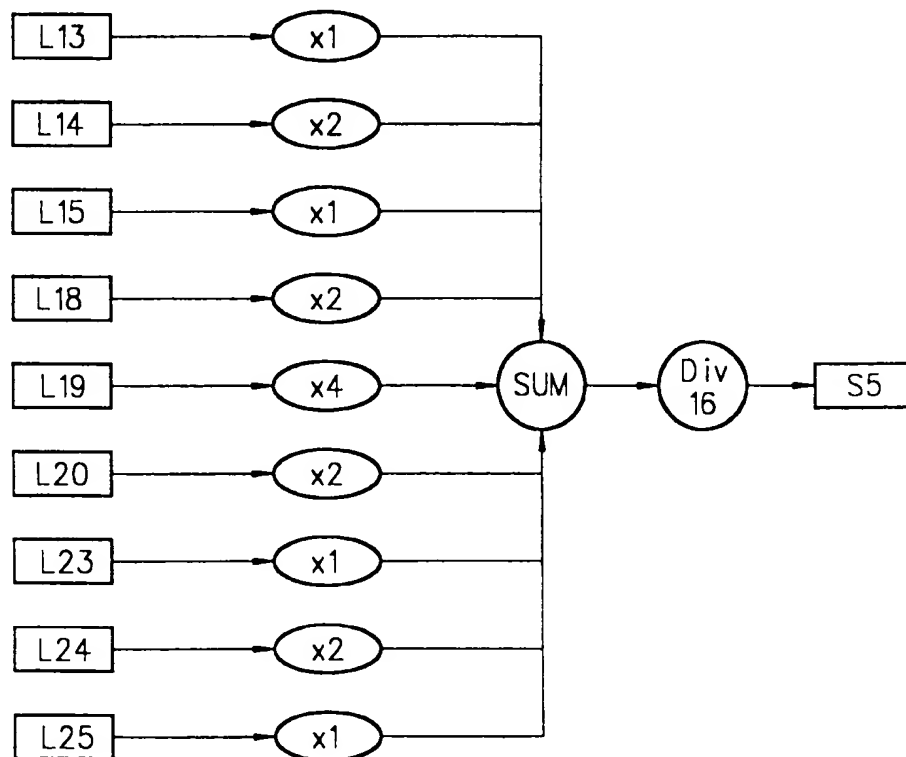 L13 x1
L14 x2
L15 x1
L18 x2
L19 x4 SUM Div 16 S5
L20 x2
L23 x1
L24 x2
L25 x1